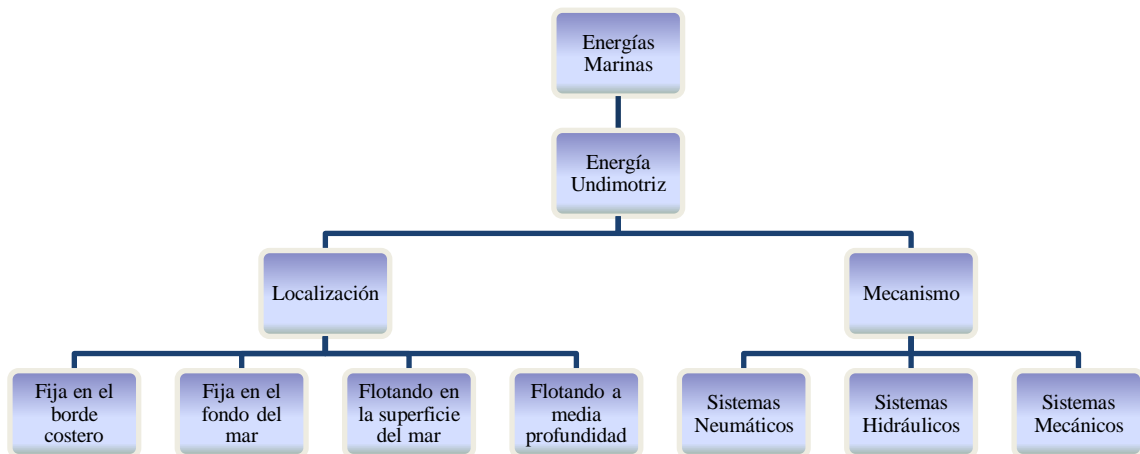 Energías
Marinas
Energía
Undimotriz
Localización
Mecanismo
Fija en el
borde
costero
Fija en el
fondo del
mar
Flotando en
la superficie
del mar
Flotando a
media
profundidad
Sistemas
Neumáticos
Sistemas
Hidráulicos
Sistemas
Mecánicos